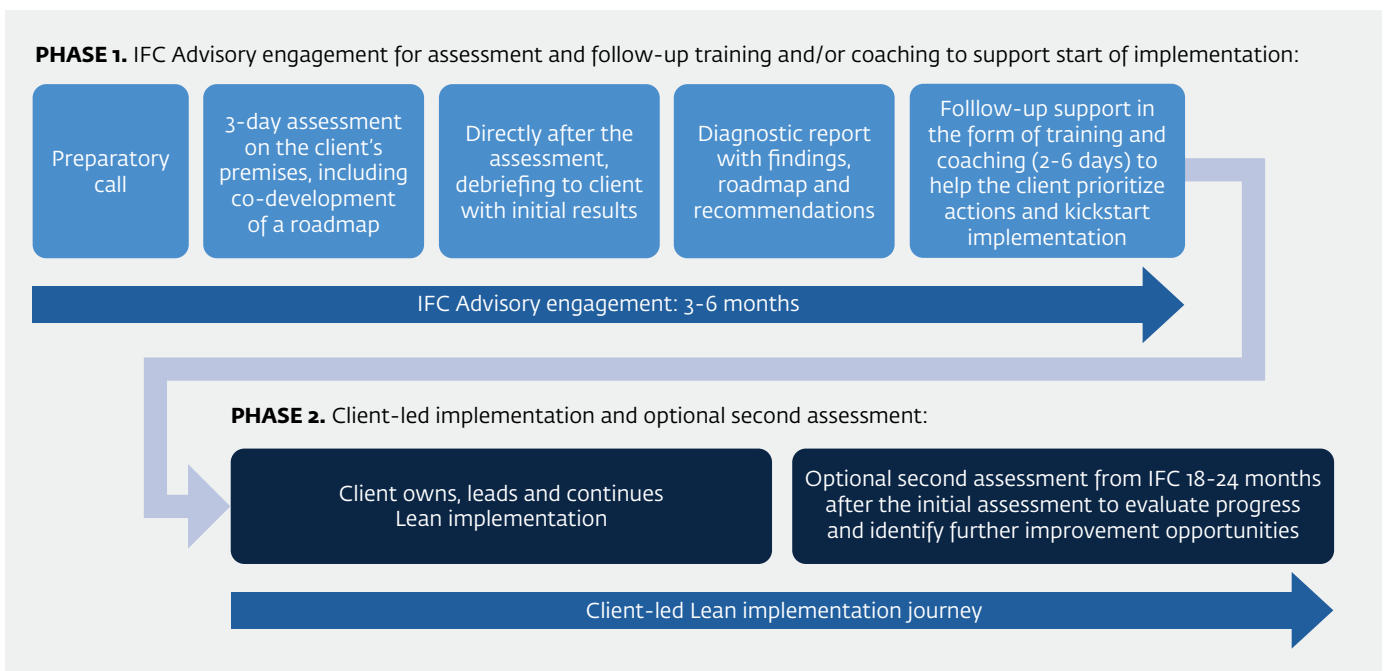 PHASE 1. IFC Advisory engagement for assessment and follow-up training and/or coaching to support start of implementation:
Preparatory
call
3-day assessment
on the client's
premises, including
co-development
of a roadmap
Directly after the
assessment,
debriefing to client
with initial results
Diagnostic report
with findings,
roadmap and
recommendations
Folllow-up support in
the form of training and
coaching (2-6 days) to
help the client prioritize
actions and kickstart
implementation
IFC Advisory engagement: 3-6 months
PHASE 2. Client-led implementation and optional second assessment:
Client owns, leads and continues
Lean implementation
Optional second assessment from IFC 18-24 months
after the initial assessment to evaluate progress
and identify further improvement opportunities
Client-led Lean implementation journey